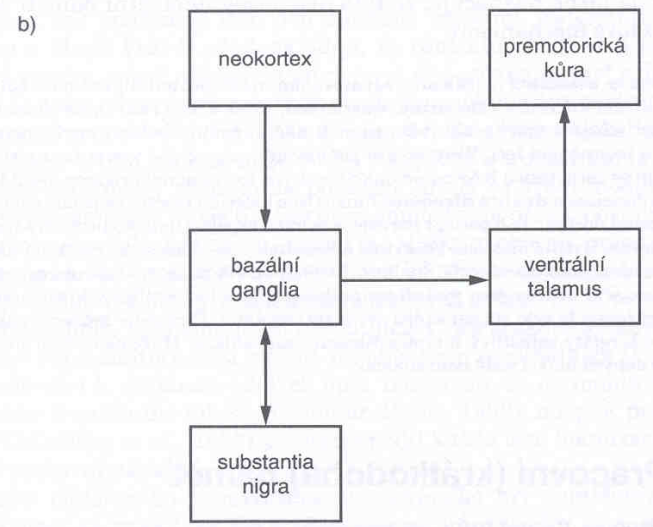 b)
neokortex
premotorická
kůra
bazální
ganglia
ventrální
talamus
substantia
nigra